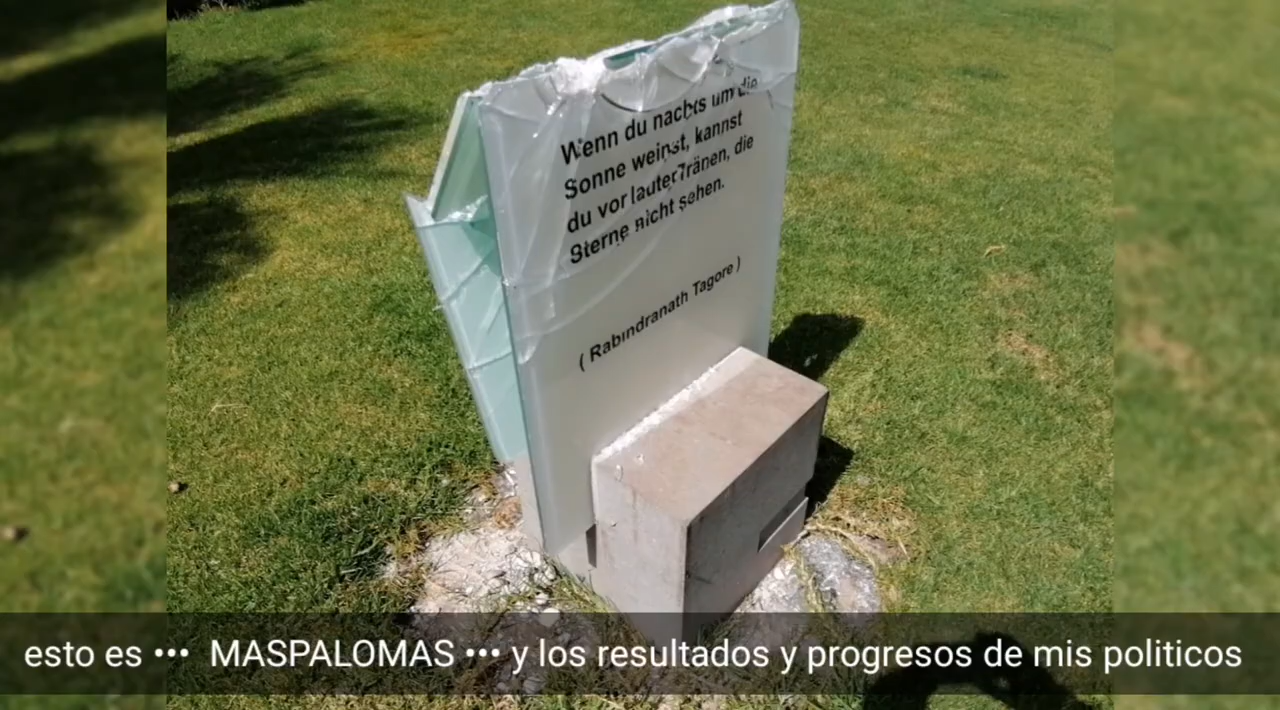 Wenn du nachts um die
Sonne weinst, kannst
du vor lauter Tränen, die
Sterne nicht sehen.
( Rabindranath Tagore )
esto es ••• MASPALOMAS ••• y los resultados y progresos de mis politicos